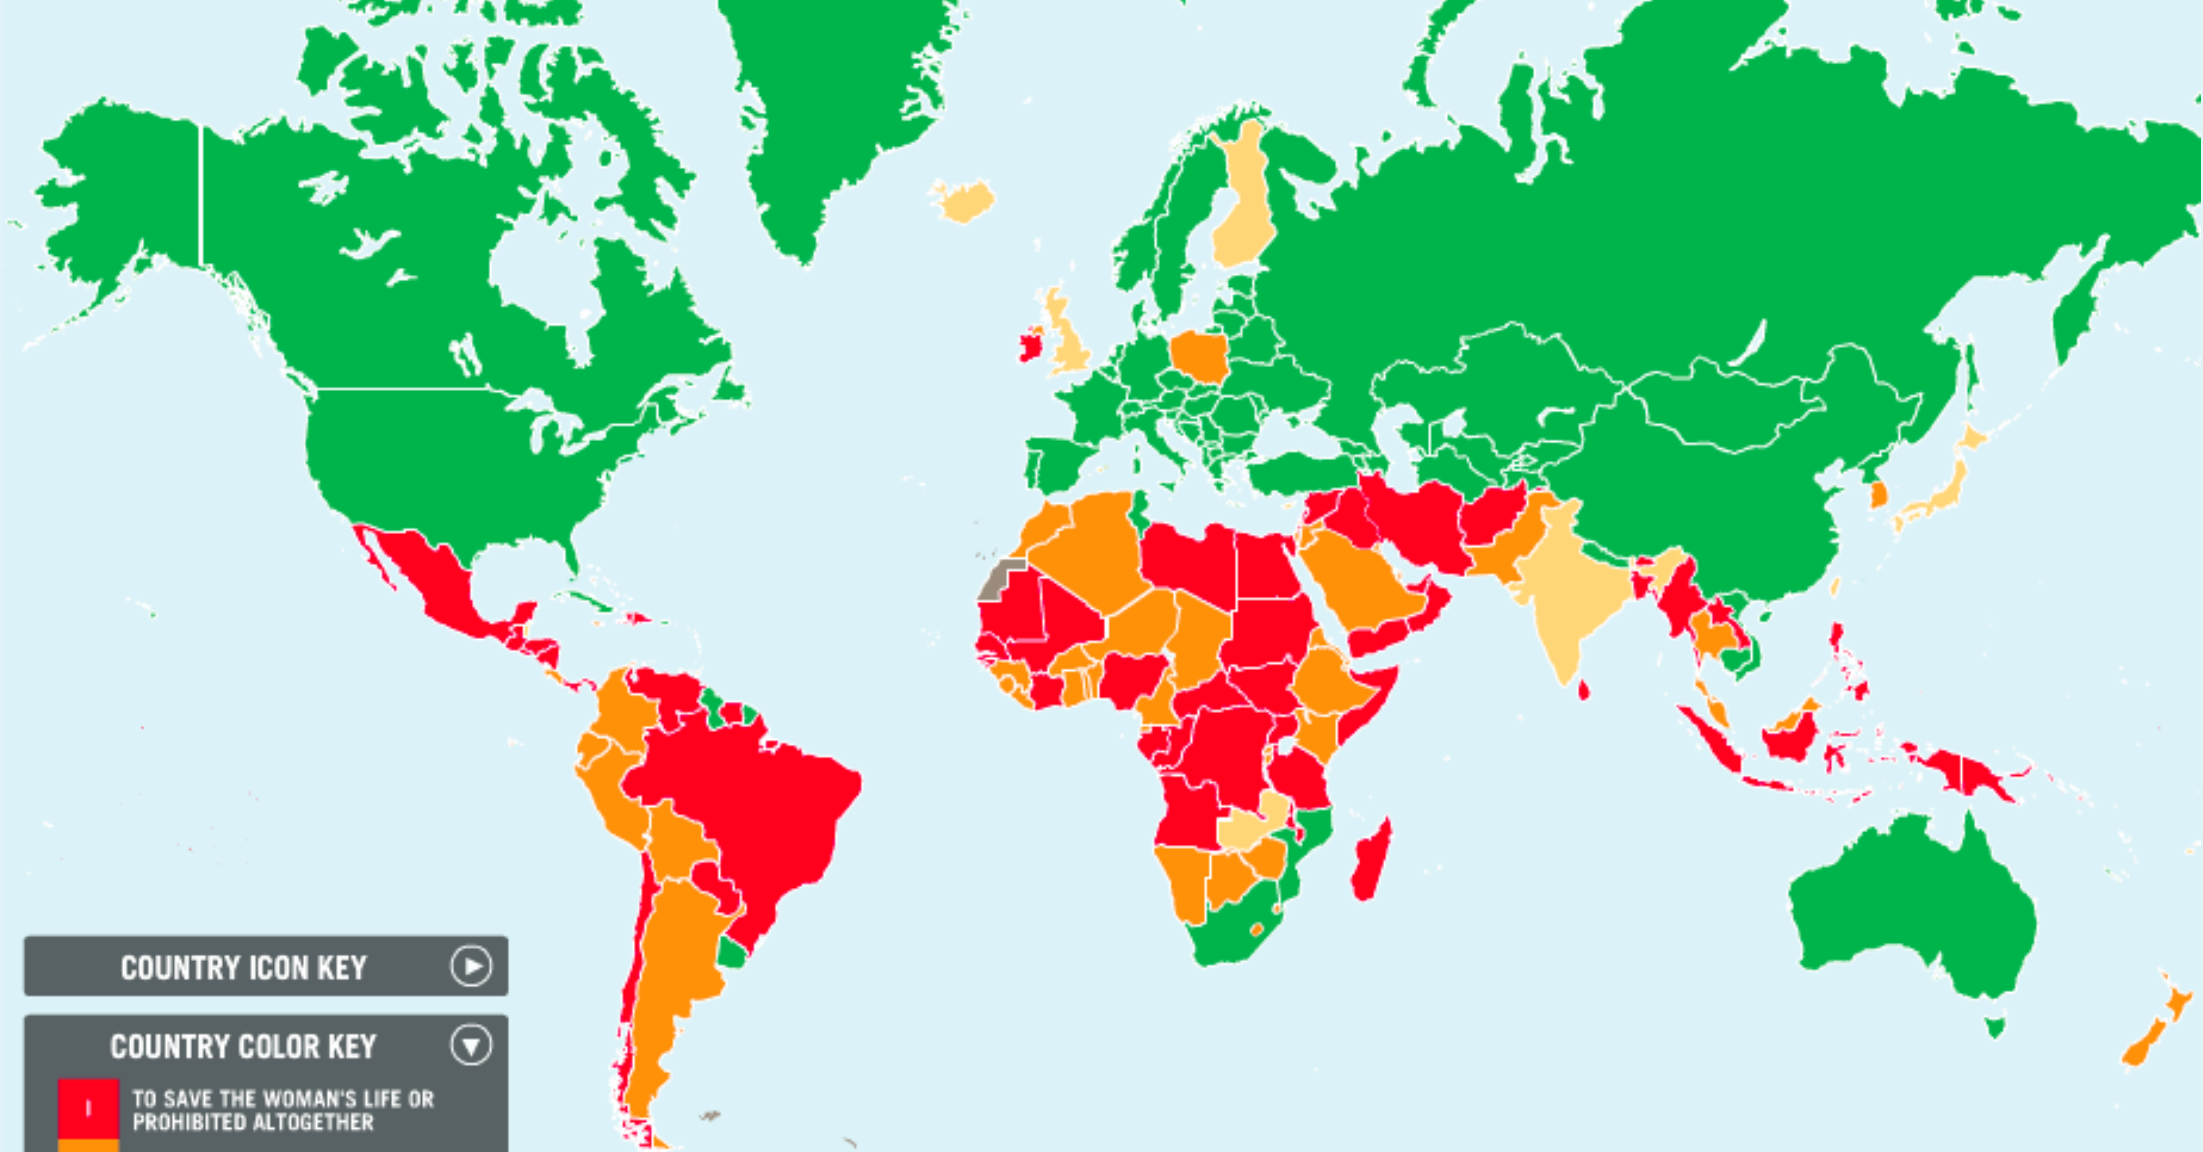 COUNTRY ICON KEY
COUNTRY COLOR KEY
I
TO SAVE THE WOMAN'S LIFE OR
PROHIBITED ALTOGETHER